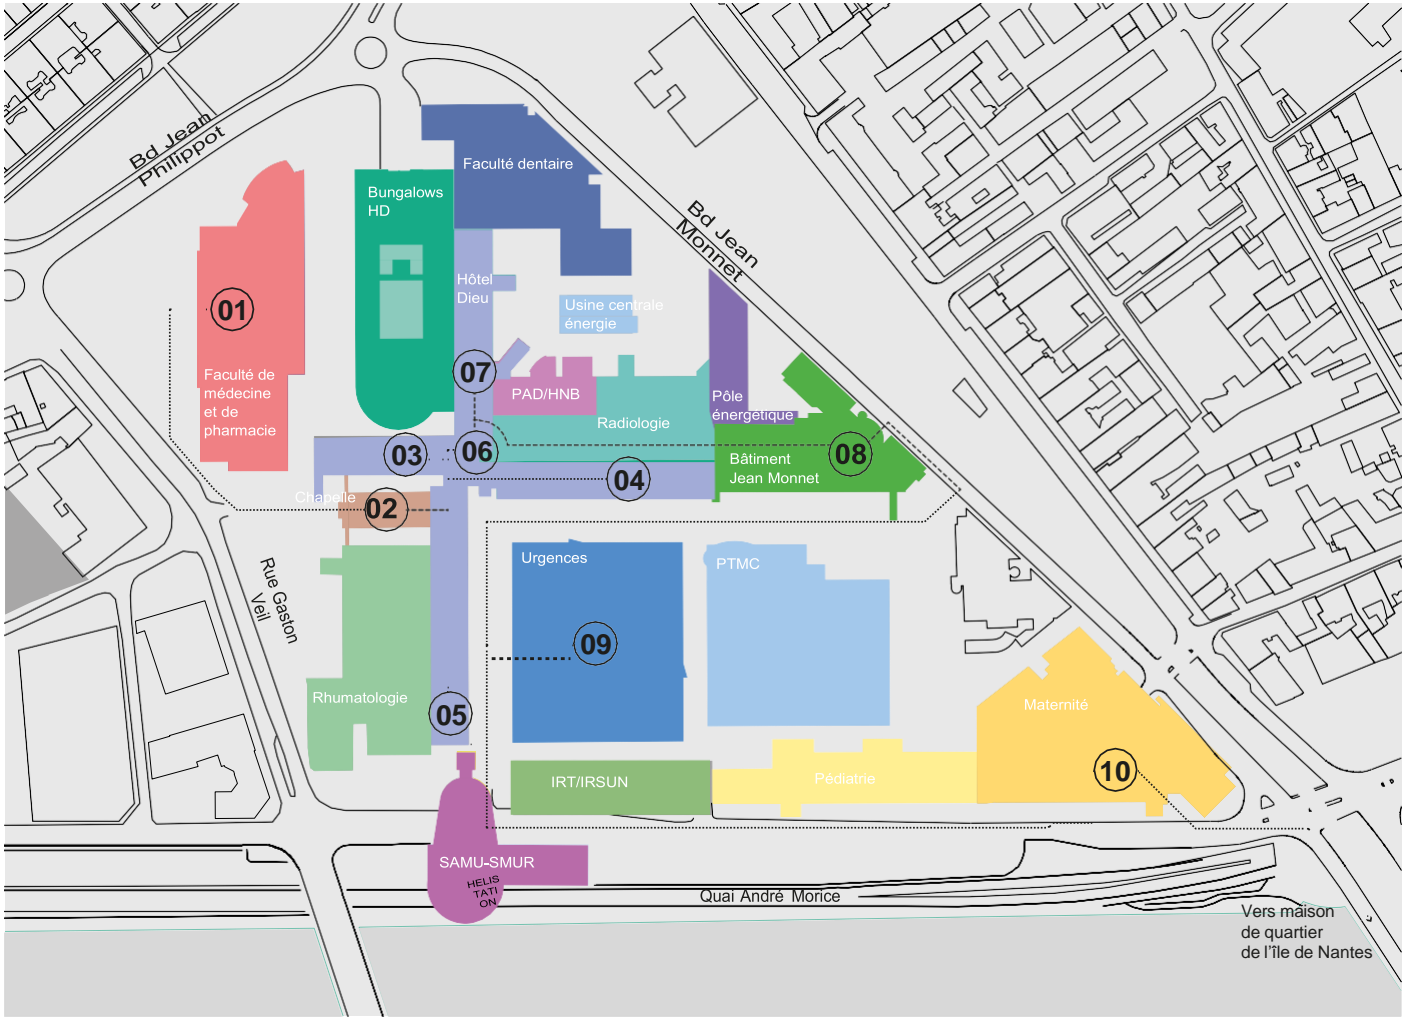 Bd Jean
Philippot
Faculté dentaire
Bungalows
HD
Bd Jean
Monnet
Hôtel
Dieu
Usine centrale
énergie
01
07
Faculté de
médecine
et de
pharmacie
PAD/HNB
Radiologie
Pôle
énergétique
03
06
04
08
Bâtiment
Jean Monnet
Chapelle
02
Urgences
PTMC
Rue Gaston
Veil
09
Rhumatologie
05
Maternité
10
IRT/IRSUN
Pédiatrie
SAMU-SMUR
HELIS
TATI
ON
Quai André Morice
Vers maison
de quartier
de l'île de Nantes